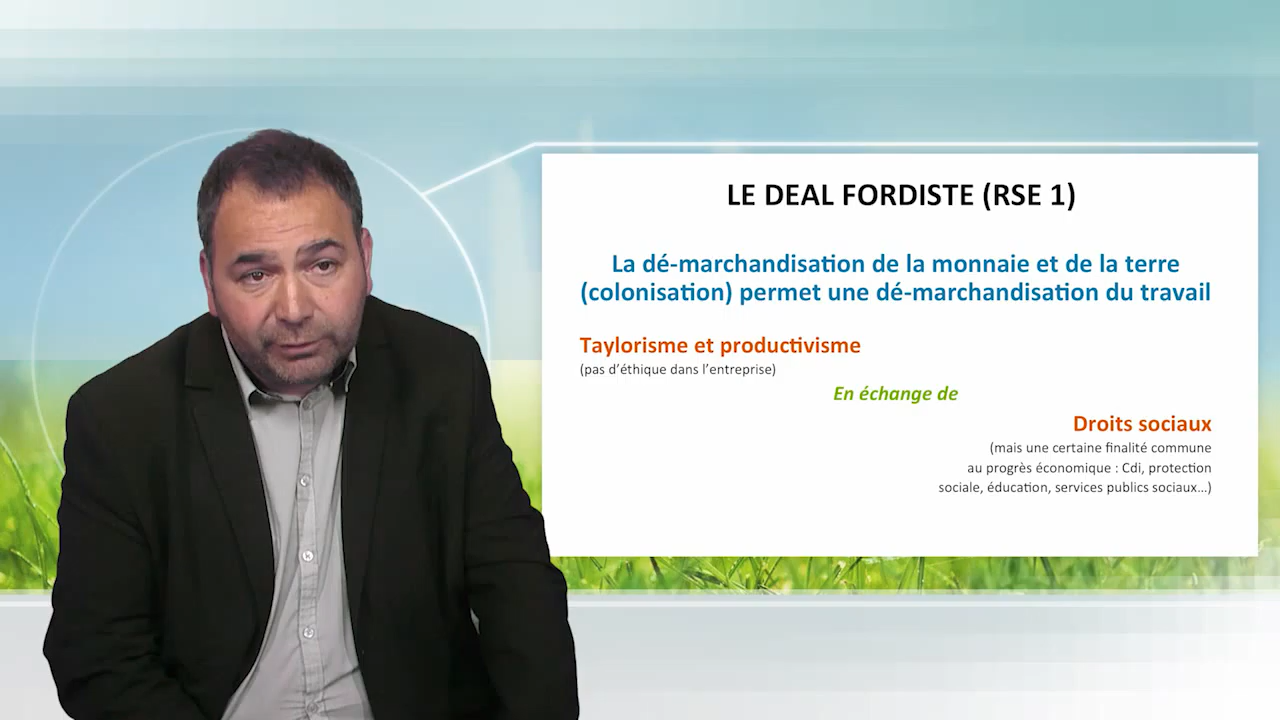 LE DEAL FORDISTE (RSE 1)
La dé-marchandisation de la monnaie et de la terre
(colonisation) permet une dé-marchandisation du travail
Taylorisme et productivisme
(pas d’éthique dans l’entreprise)
En échange de
Droits sociaux
(mais une certaine finalité commune
au progrès économique : Cdi, protection
sociale, éducation, services publics sociaux…)